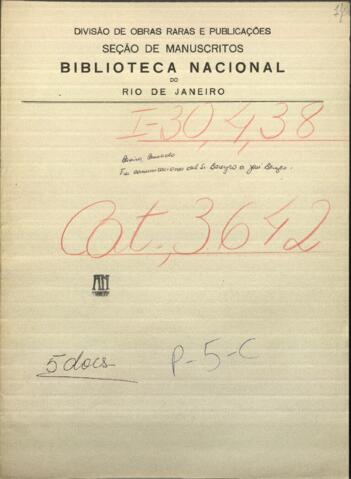 DIVISÃO DE OBRAS RARAS E PUBLICAÇÕES
SEÇÃO DE MANUSCRITOS
BIBLIOTECA NACIONAL
DO
RIO DE JANEIRO
I-30,4,38
Cat. 3642
5 docs
P-5-C